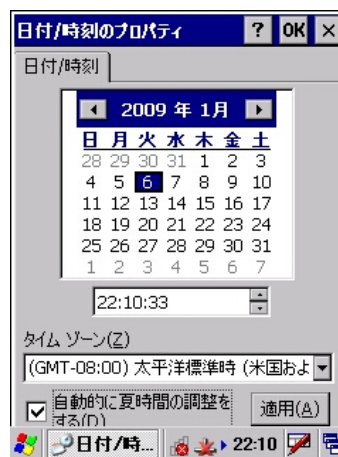 日付/時刻のプロパティ ? OK ×
日付/時刻
2009 年 1月
日 月 火 水 木 金 土
28 29 30 31 1 2 3
4 5 6 7 8 9 10
11 12 13 14 15 16 17
18 19 20 21 22 23 24
25 26 27 28 29 30 31
1 2 3 4 5 6 7
22:10:33
タイム ゾーン(Z)
(GMT-08:00) 太平洋標準時 (米国およ
自動的に夏時間の調整を
する(D)
適用(A)
日付/時... 22:10